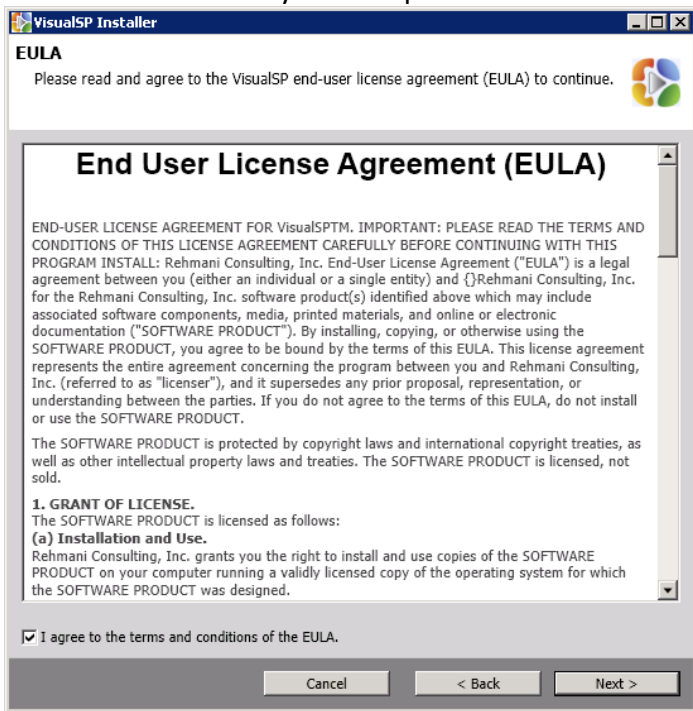 VisualSP Installer
EULA
Please read and agree to the VisualSP end-user license agreement (EULA) to continue.
End User License Agreement (EULA)
END-USER LICENSE AGREEMENT FOR VisualSPTM. IMPORTANT: PLEASE READ THE TERMS AND
CONDITIONS OF THIS LICENSE AGREEMENT CAREFULLY BEFORE CONTINUING WITH THIS
PROGRAM INSTALL: Rehmani Consulting, Inc. End-User License Agreement ("EULA") is a legal
agreement between you (either an individual or a single entity) and {}Rehmani Consulting, Inc.
for the Rehmani Consulting, Inc. software product(s) identified above which may include
associated software components, media, printed materials, and online or electronic
documentation ("SOFTWARE PRODUCT"). By installing, copying, or otherwise using the
SOFTWARE PRODUCT, you agree to be bound by the terms of this EULA. This license agreement
represents the entire agreement concerning the program between you and Rehmani Consulting,
Inc. (referred to as "licenser"), and it supersedes any prior proposal, representation, or
understanding between the parties. If you do not agree to the terms of this EULA, do not install
or use the SOFTWARE PRODUCT.
The SOFTWARE PRODUCT is protected by copyright laws and international copyright treaties, as
well as other intellectual property laws and treaties. The SOFTWARE PRODUCT is licensed, not
sold.
1. GRANT OF LICENSE.
The SOFTWARE PRODUCT is licensed as follows:
(a) Installation and Use.
Rehmani Consulting, Inc. grants you the right to install and use copies of the SOFTWARE
PRODUCT on your computer running a validly licensed copy of the operating system for which
the SOFTWARE PRODUCT was designed.
I agree to the terms and conditions of the EULA.
Cancel
< Back
Next >